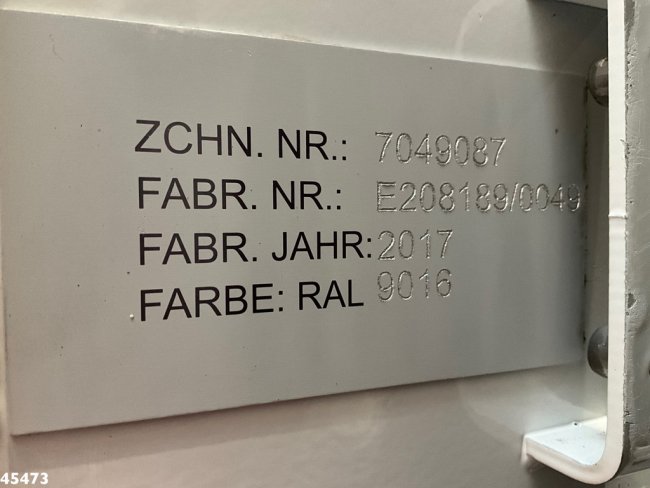 ZCHN. NR.: 7049087
FABR. NR.: E208189/0049
FABR. JAHR: 2017
FARBE: RAL 9016
45473